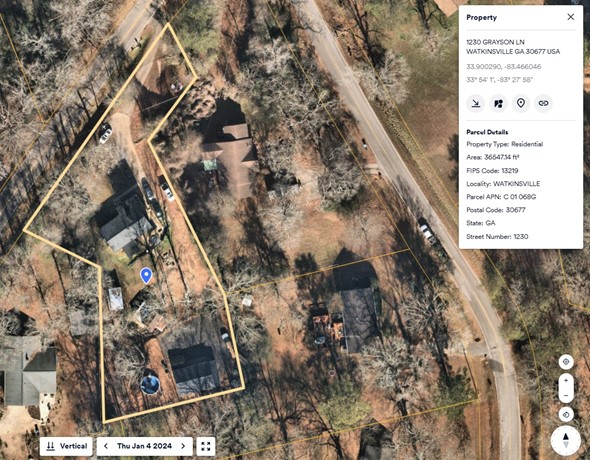 Property
1230 GRAYSON LN
WATKINSVILLE GA 30677 USA
33.900290, -83.466046
33° 54' 1", -83° 27' 58"
Parcel Details
Property Type: Residential
Area: 36547.14 ft²
FIPS Code: 13219
Locality: WATKINSVILLE
Parcel APN: C 01 068G
Postal Code: 30677
State: GA
Street Number: 1230
Vertical
Thu Jan 4 2024